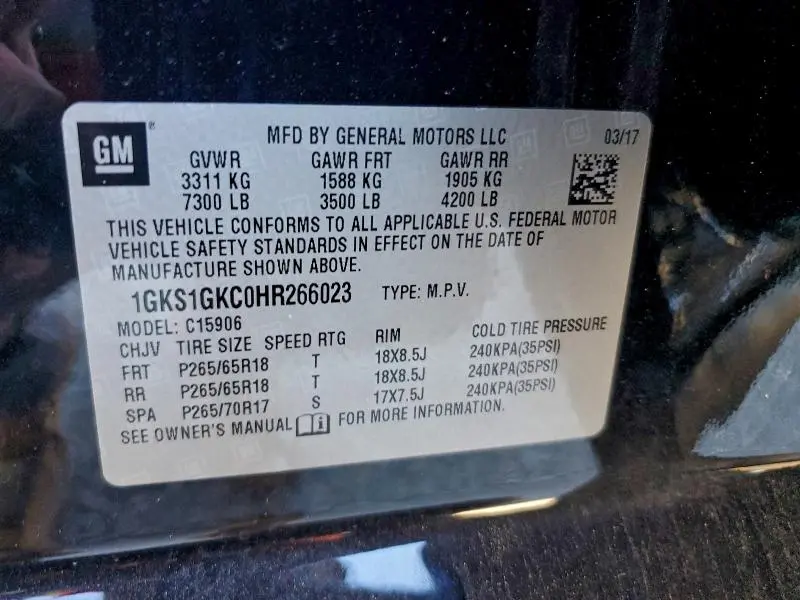 GM ® MFD BY GENERAL MOTORS LLC 03/17
GVWR GAWR FRT GAWR RR
3311 KG 1588 KG 1905 KG
7300 LB 3500 LB 4200 LB
THIS VEHICLE CONFORMS TO ALL APPLICABLE U.S. FEDERAL MOTOR
VEHICLE SAFETY STANDARDS IN EFFECT ON THE DATE OF
MANUFACTURE SHOWN ABOVE.
1GKS1GKC0HR266023 TYPE: M.P.V.
MODEL: C15906
CHJV TIRE SIZE SPEED RTG RIM COLD TIRE PRESSURE
FRT P265/65R18 T 18X8.5J 240KPA(35PSI)
RR P265/65R18 T 18X8.5J 240KPA(35PSI)
SPA P265/70R17 S 17X7.5J 240KPA(35PSI)
SEE OWNER'S MANUAL i FOR MORE INFORMATION.